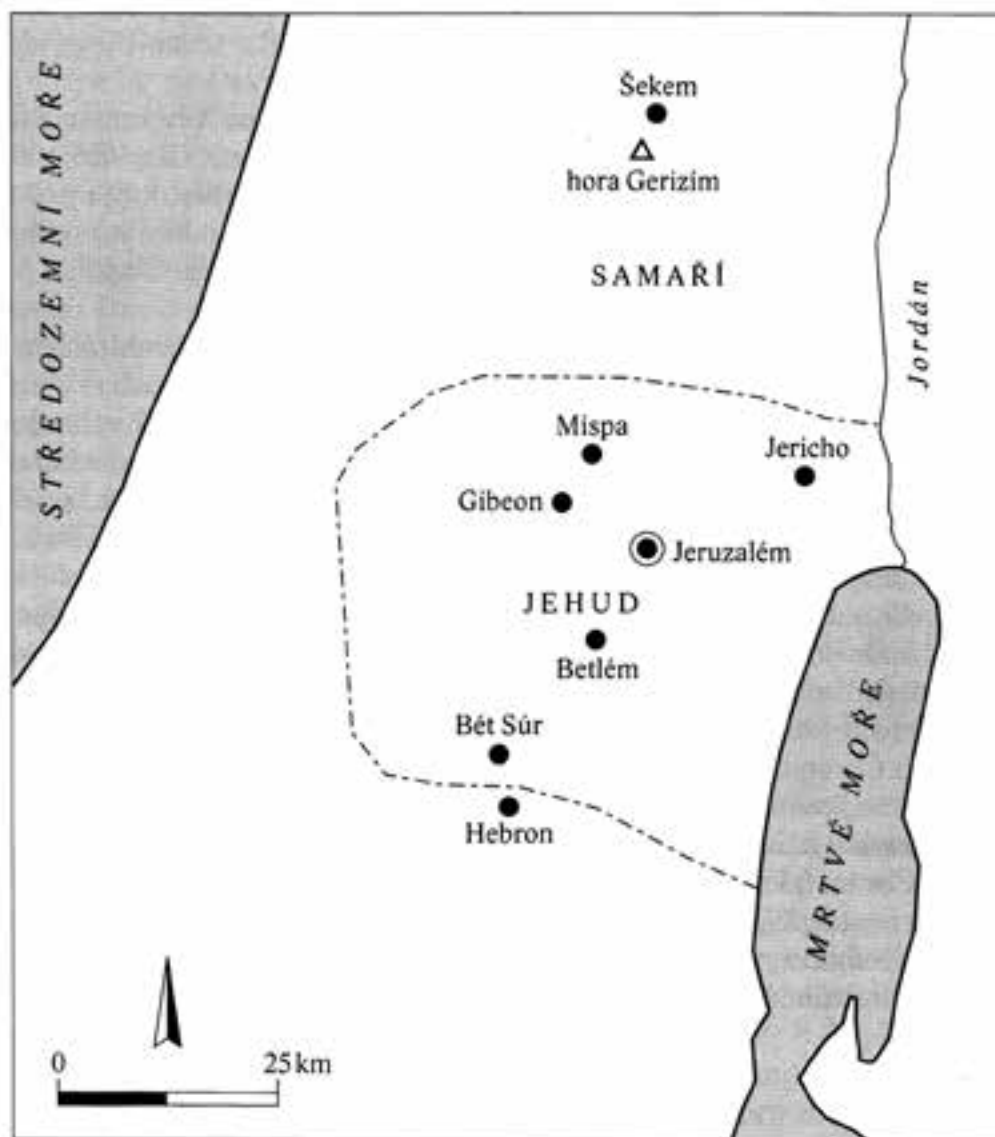 STŘEDOZEMNÍ MOŘE
Šekem
hora Gerizím
SAMAŘÍ
Jordán
Mispa
Jericho
Gibeon
Jeruzalém
JEHUD
Betlém
Bét Súr
Hebron
MRTVÉ MOŘE
0 25 km